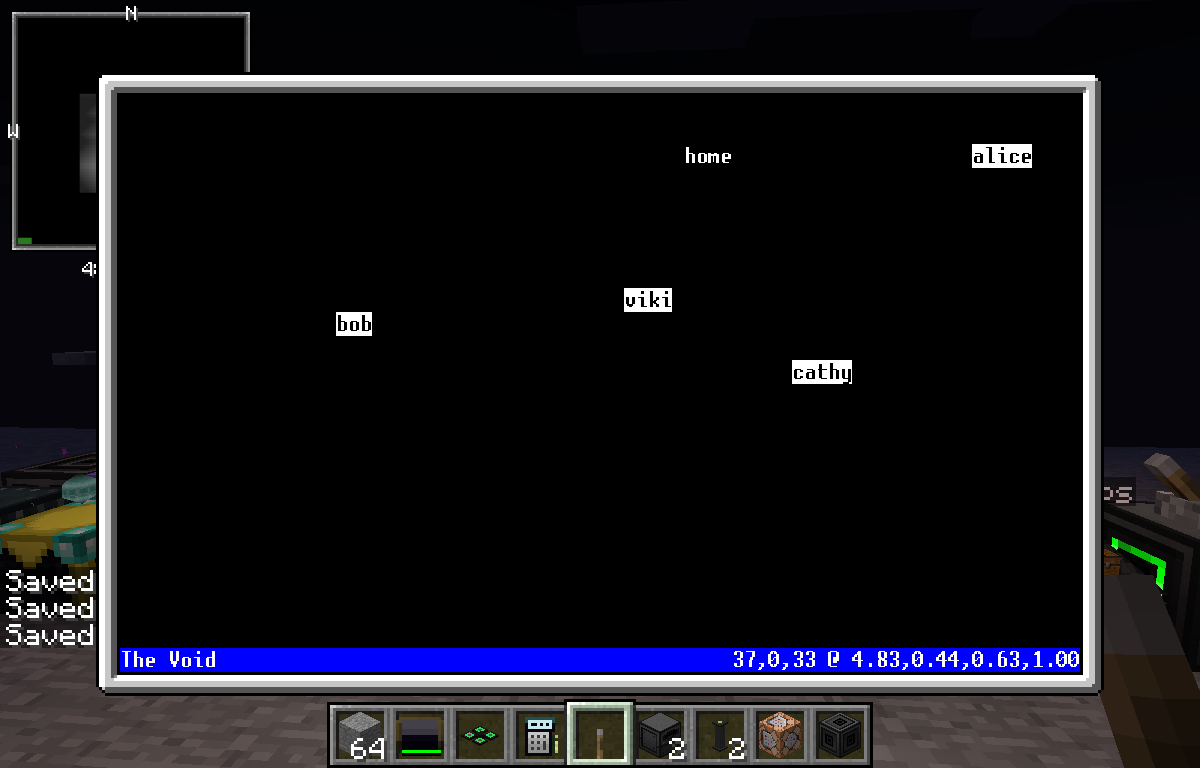 N
W
home alice
viki
bob
cathy
Saved
Saved
Saved
The Void 37,0,33 @ 4.83,0.44,0.63,1.00
64 2 2